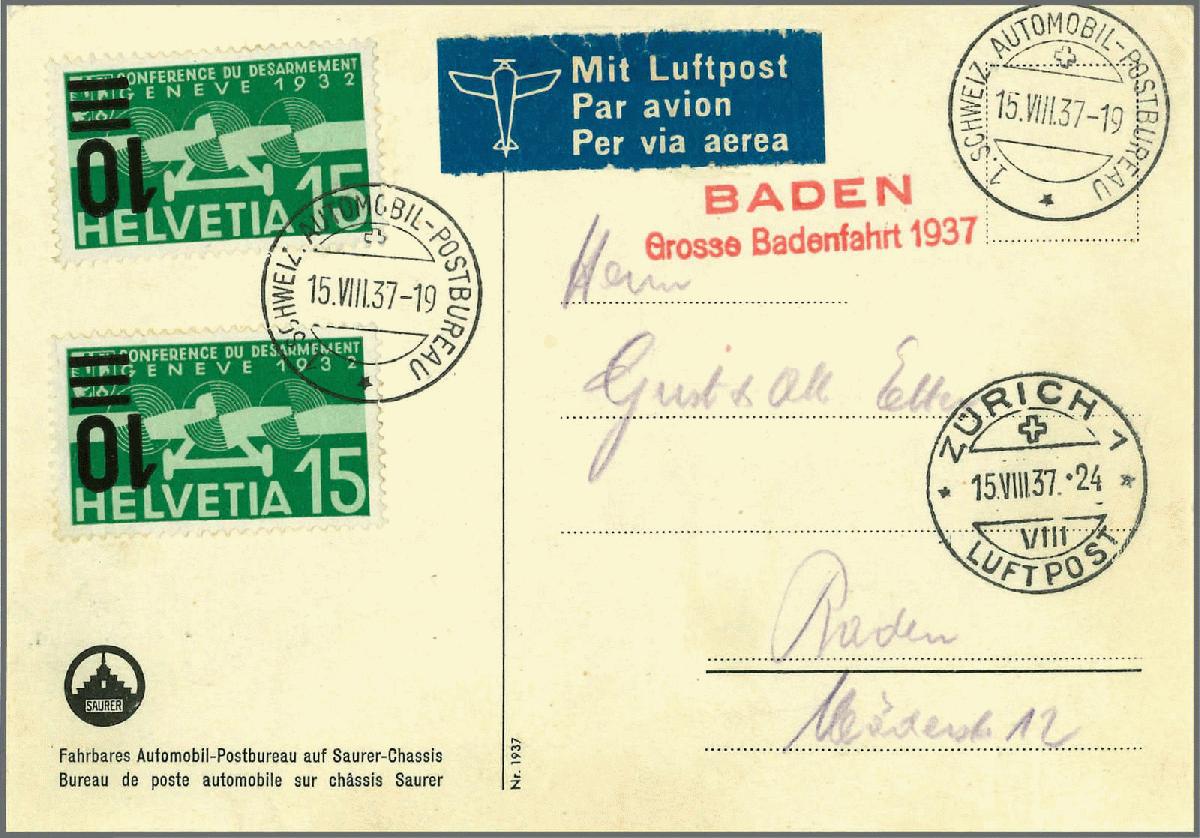 CONFERENCE DU DESARMEMENT
GENEVE 1932
10
15
HELVETIA
CONFERENCE DU DESARMEMENT
GENEVE 1932
10
HELVETIA 15
Mit Luftpost
Par avion
Per via aerea
1. SCHWEIZ. AUTOMOBIL-POSTBUREAU
15.VIII.37-19
SCHWEIZ. AUTOMOBIL-POSTBUREAU
15.VIII.37-19
BADEN
Grosse Badenfahrt 1937
Herrn
ZÜRICH 1
15.VIII.37.·24
VIII
LUFTPOST
Baden
12
SAURER
Fahrbares Automobil-Postbureau auf Saurer-Chassis
Bureau de poste automobile sur châssis Saurer
Nr. 1937